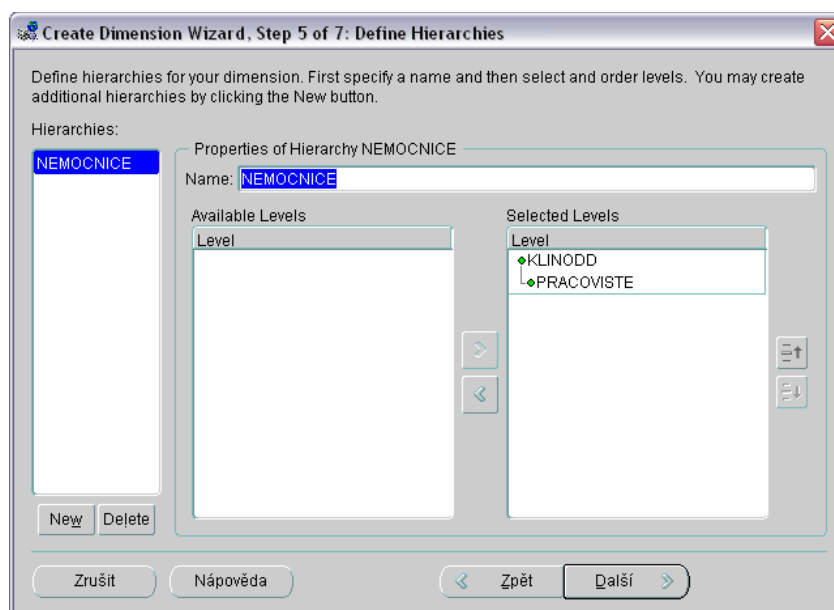 Create Dimension Wizard, Step 5 of 7: Define Hierarchies
Define hierarchies for your dimension. First specify a name and then select and order levels. You may create
additional hierarchies by clicking the New button.
Hierarchies:
NEMOCNICE
Properties of Hierarchy NEMOCNICE
Name: NEMOCNICE
Available Levels
Level
Selected Levels
Level
KLINODD
PRACOVISTE
New
Delete
Zrušit
Nápověda
Zpět
Další